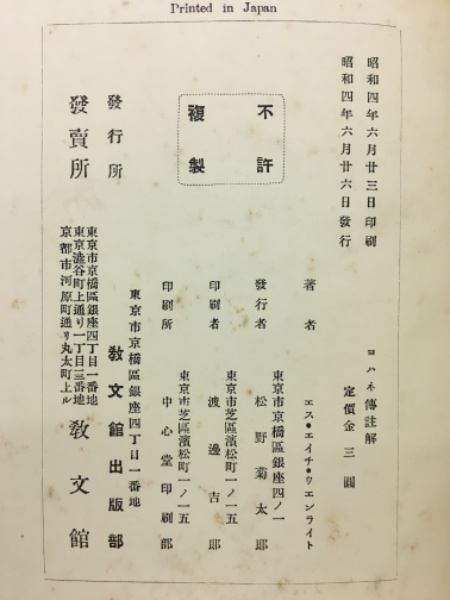 Printed in Japan
昭和四年六月廿三日印刷
昭和四年六月廿六日發行
ヨハネ傳註解
定價金三圓
不許
複製
著者
エス・エイチ・ウエンライト
東京市京橋區銀座四ノ一
發行者 松野菊太郎
東京市芝區濱松町一ノ一五
印刷者 渡邊吉郎
東京市芝區濱松町一ノ一五
印刷所 中心堂印刷部
東京市京橋區銀座四丁目一番地
發行所 敎文館出版部
發賣所
東京市京橋區銀座四丁目一番地
東京澁谷町上通り一丁目三番地
京都市河原町通リ丸太町上ル
敎文館